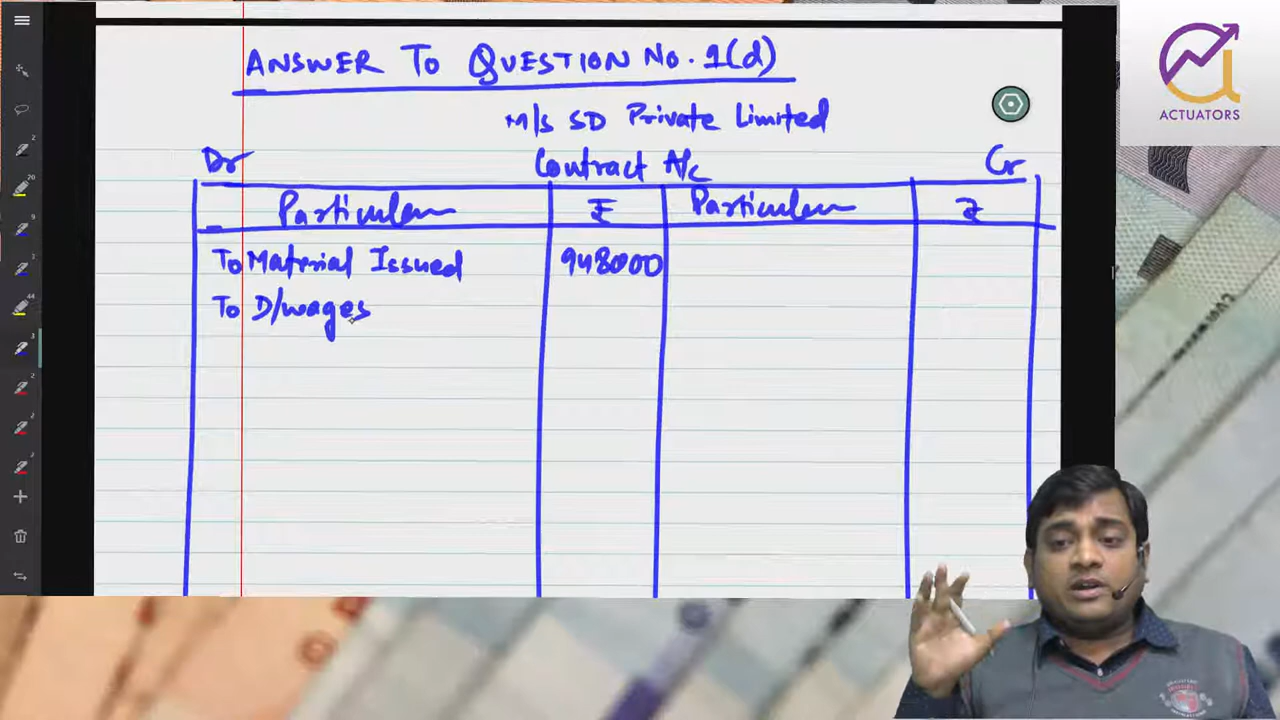 ANSWER TO QUESTION NO. 1(d)
M/s SD Private Limited
Dr Contract A/c Cr
Particulars ₹ Particulars ₹
To Material Issued 948000
To D/wages
ACTUATORS